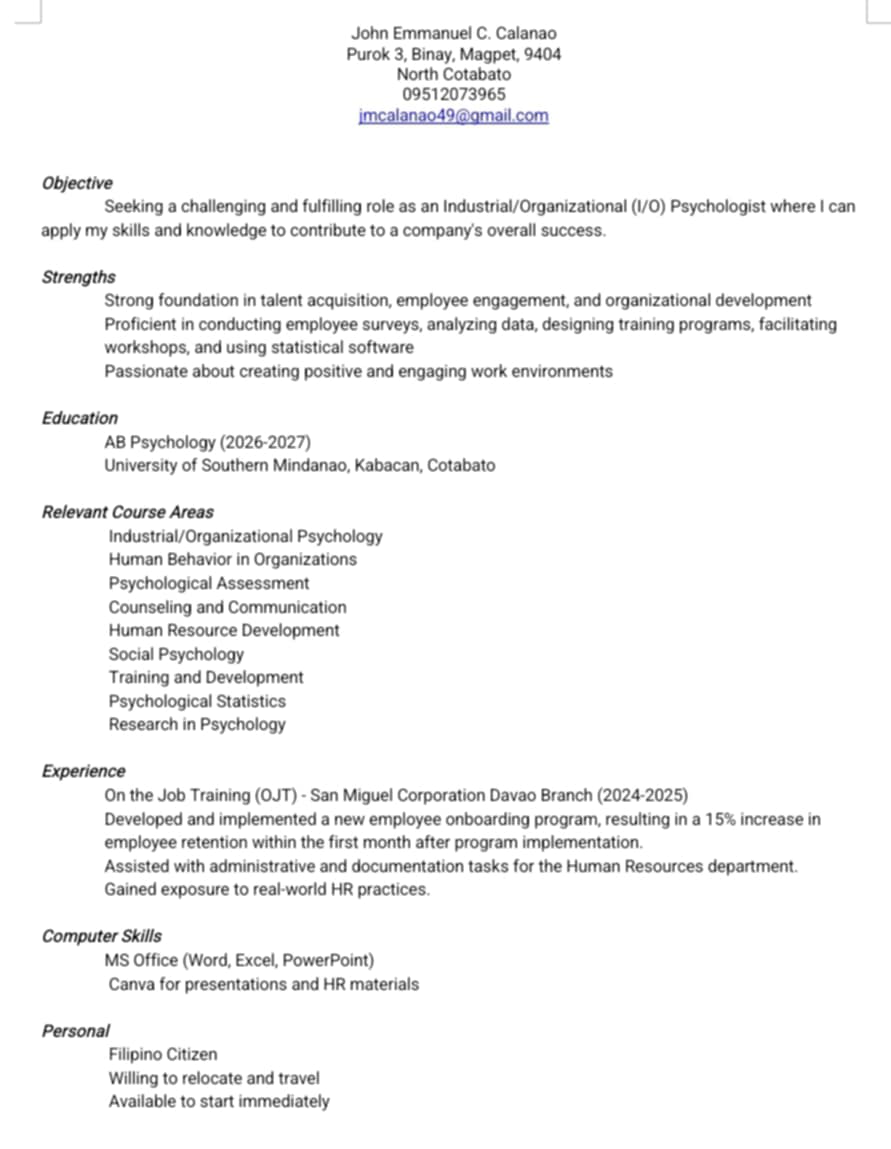 John Emmanuel C. Calanao
Purok 3, Binay, Magpet, 9404
North Cotabato
09512073965
jmcalanao49@gmail.com
Objective
Seeking a challenging and fulfilling role as an Industrial/Organizational (I/O) Psychologist where I can
apply my skills and knowledge to contribute to a company's overall success.
Strengths
Strong foundation in talent acquisition, employee engagement, and organizational development
Proficient in conducting employee surveys, analyzing data, designing training programs, facilitating
workshops, and using statistical software
Passionate about creating positive and engaging work environments
Education
AB Psychology (2026-2027)
University of Southern Mindanao, Kabacan, Cotabato
Relevant Course Areas
Industrial/Organizational Psychology
Human Behavior in Organizations
Psychological Assessment
Counseling and Communication
Human Resource Development
Social Psychology
Training and Development
Psychological Statistics
Research in Psychology
Experience
On the Job Training (OJT) - San Miguel Corporation Davao Branch (2024-2025)
Developed and implemented a new employee onboarding program, resulting in a 15% increase in
employee retention within the first month after program implementation.
Assisted with administrative and documentation tasks for the Human Resources department.
Gained exposure to real-world HR practices.
Computer Skills
MS Office (Word, Excel, PowerPoint)
Canva for presentations and HR materials
Personal
Filipino Citizen
Willing to relocate and travel
Available to start immediately